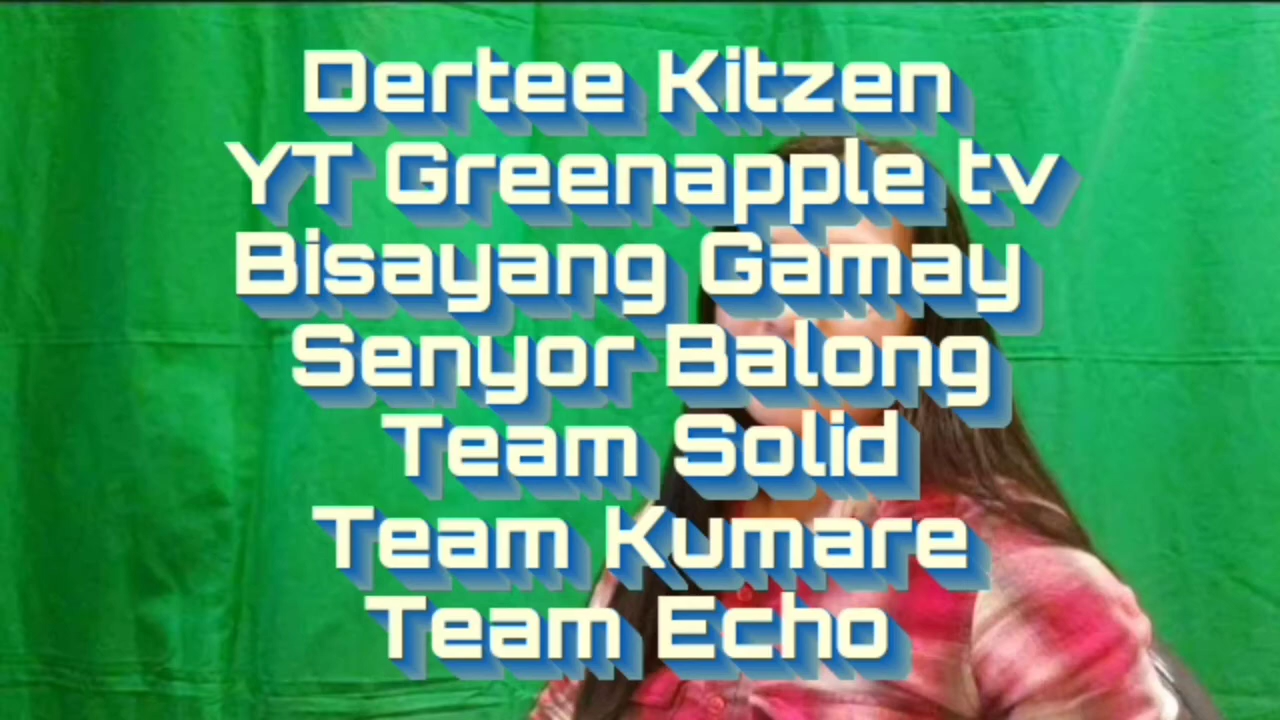 Dertee Kitzen
YT Greenapple tv
Bisayang Gamay
Senyor Balong
Team Solid
Team Kumare
Team Echo